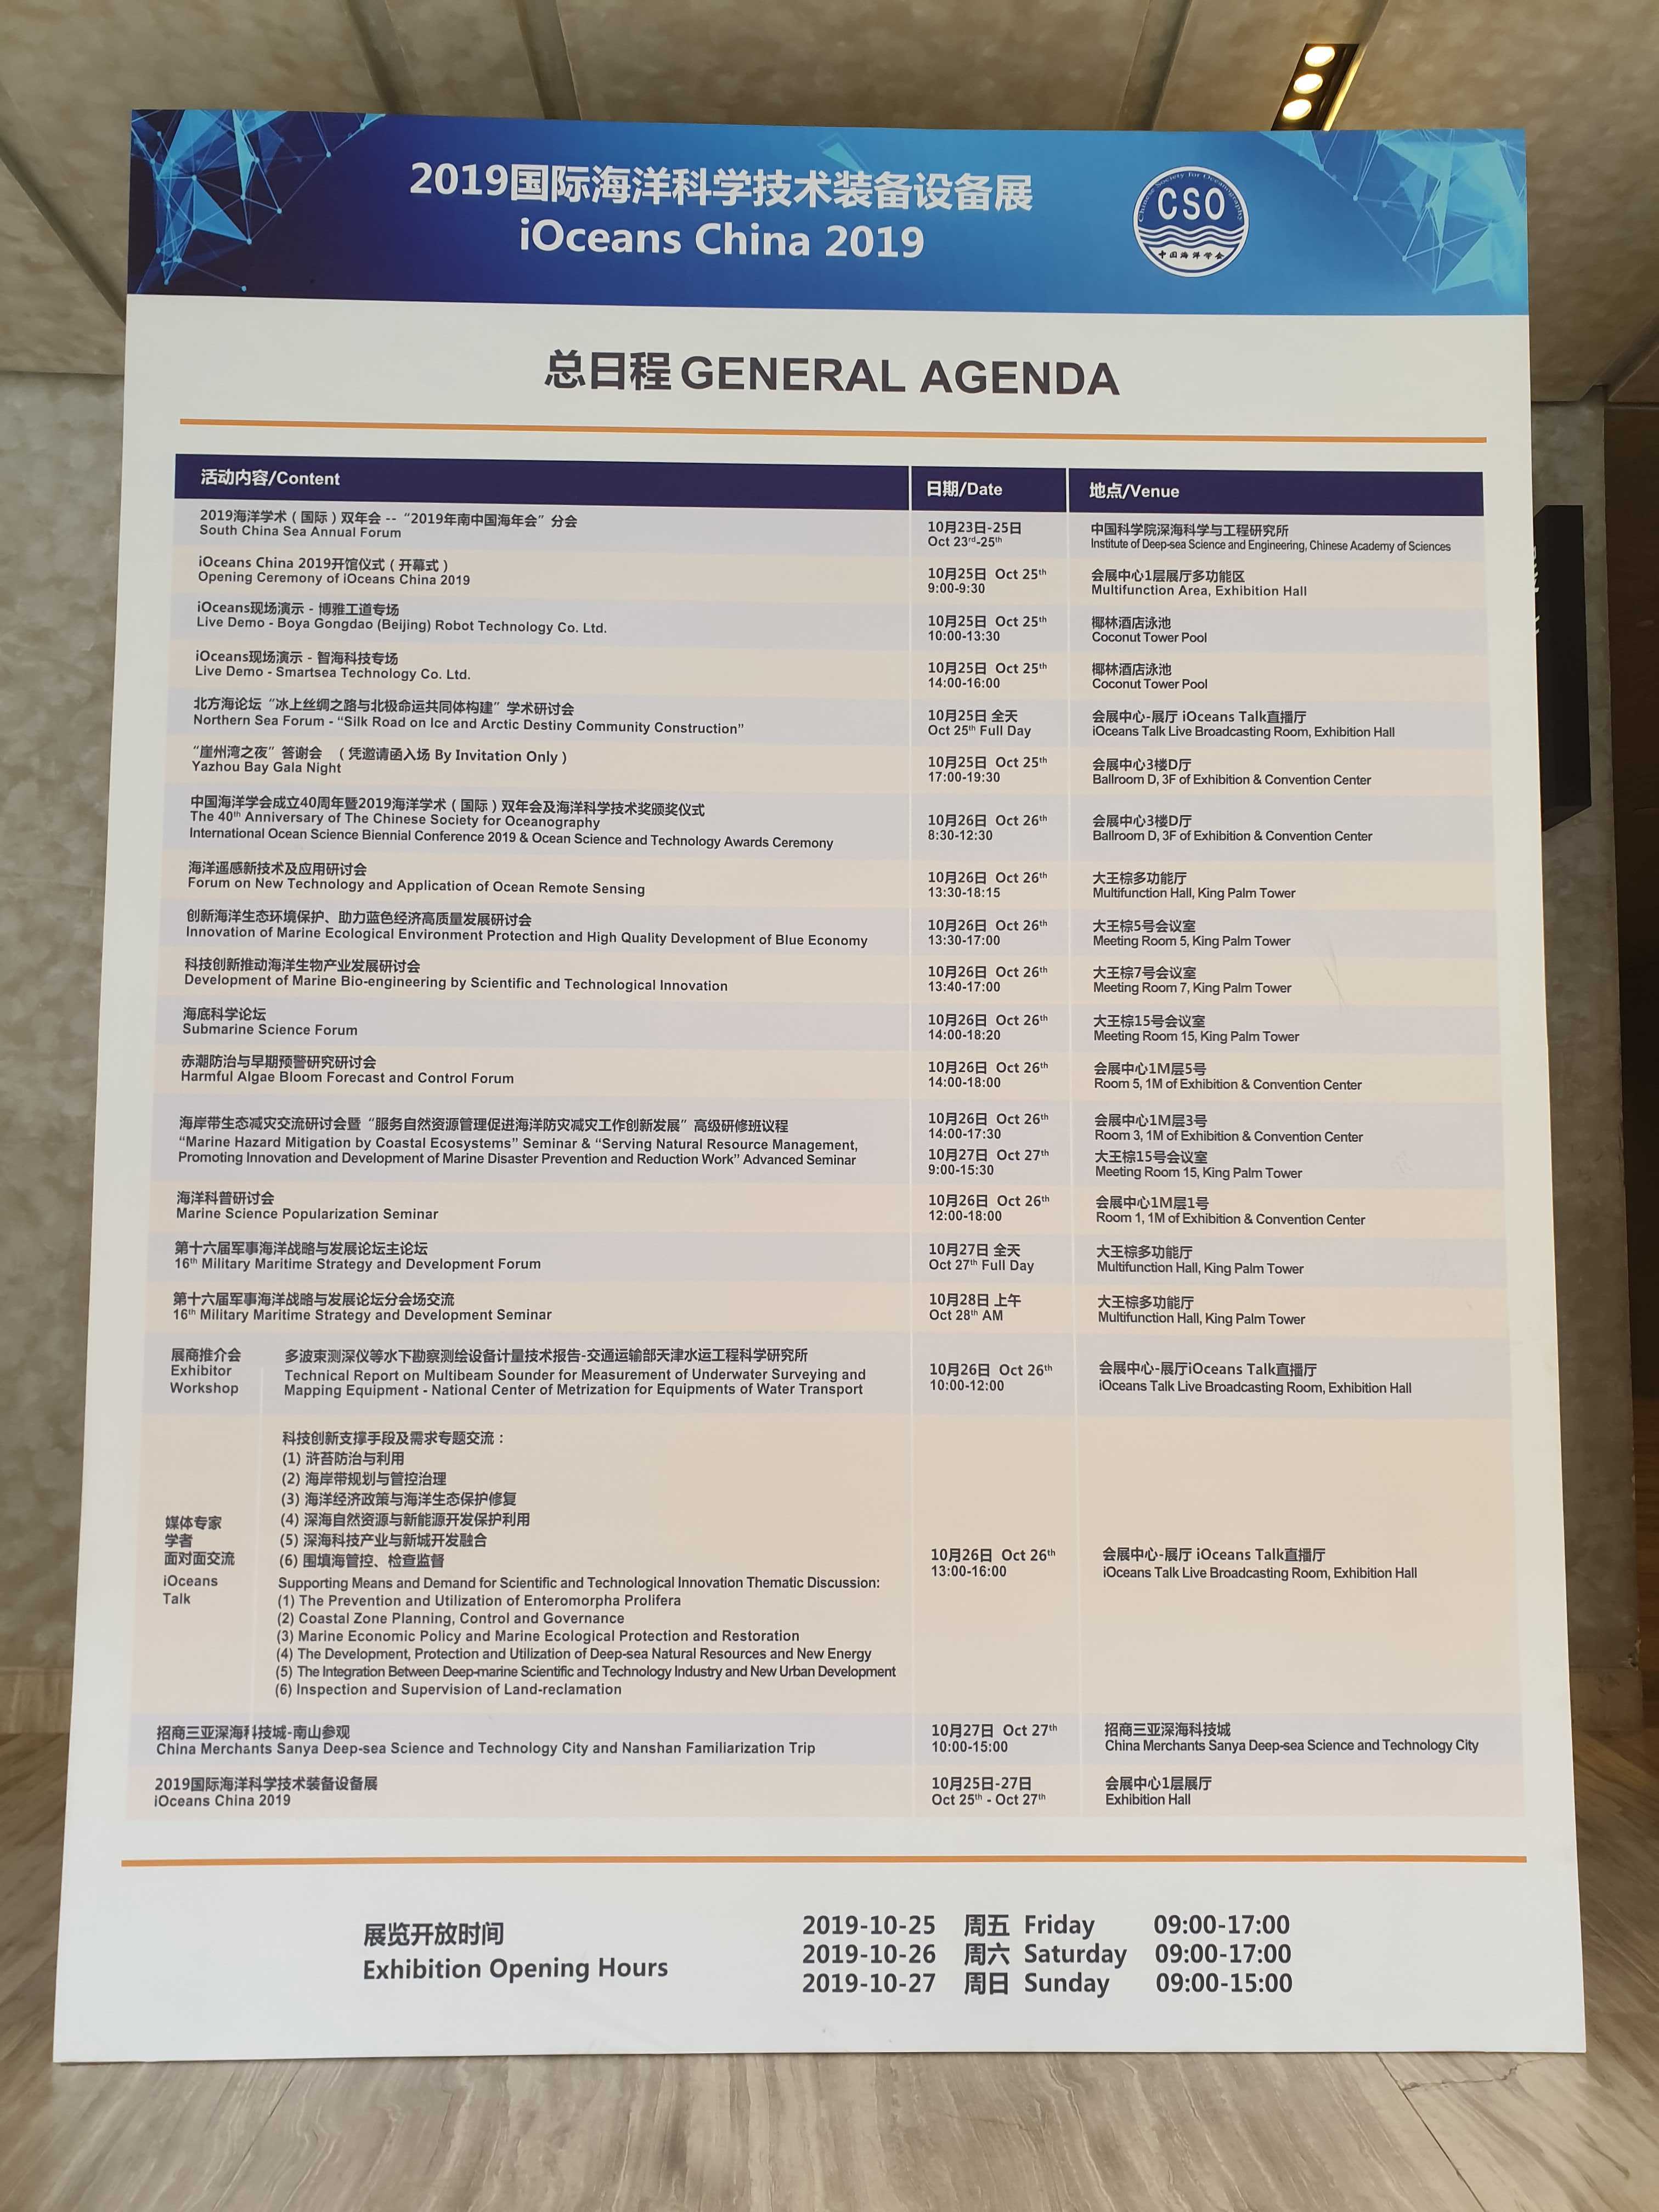 2019国际海洋科学技术装备设备展
iOceans China 2019
Chinese Society for Oceanography
CSO
中国海洋学会
总日程 GENERAL AGENDA
活动内容/Content
日期/Date
地点/Venue
2019海洋学术（国际）双年会 -- “2019年南中国海年会”分会
South China Sea Annual Forum
10月23日-25日
Oct 23rd-25th
中国科学院深海科学与工程研究所
Institute of Deep-sea Science and Engineering, Chinese Academy of Sciences
iOceans China 2019开馆仪式（开幕式）
Opening Ceremony of iOceans China 2019
10月25日 Oct 25th
9:00-9:30
会展中心1层展厅多功能区
Multifunction Area, Exhibition Hall
iOceans现场演示 - 博雅工道专场
Live Demo - Boya Gongdao (Beijing) Robot Technology Co. Ltd.
10月25日 Oct 25th
10:00-13:30
椰林酒店泳池
Coconut Tower Pool
iOceans现场演示 - 智海科技专场
Live Demo - Smartsea Technology Co. Ltd.
10月25日 Oct 25th
14:00-16:00
椰林酒店泳池
Coconut Tower Pool
北方海论坛“冰上丝绸之路与北极命运共同体构建”学术研讨会
Northern Sea Forum - “Silk Road on Ice and Arctic Destiny Community Construction”
10月25日 全天
Oct 25th Full Day
会展中心-展厅 iOceans Talk直播厅
iOceans Talk Live Broadcasting Room, Exhibition Hall
“崖州湾之夜”答谢会 （凭邀请函入场 By Invitation Only）
Yazhou Bay Gala Night
10月25日 Oct 25th
17:00-19:30
会展中心3楼D厅
Ballroom D, 3F of Exhibition & Convention Center
中国海洋学会成立40周年暨2019海洋学术（国际）双年会及海洋科学技术奖颁奖仪式
The 40th Anniversary of The Chinese Society for Oceanography
International Ocean Science Biennial Conference 2019 & Ocean Science and Technology Awards Ceremony
10月26日 Oct 26th
8:30-12:30
会展中心3楼D厅
Ballroom D, 3F of Exhibition & Convention Center
海洋遥感新技术及应用研讨会
Forum on New Technology and Application of Ocean Remote Sensing
10月26日 Oct 26th
13:30-18:15
大王棕多功能厅
Multifunction Hall, King Palm Tower
创新海洋生态环境保护、助力蓝色经济高质量发展研讨会
Innovation of Marine Ecological Environment Protection and High Quality Development of Blue Economy
10月26日 Oct 26th
13:30-17:00
大王棕5号会议室
Meeting Room 5, King Palm Tower
科技创新推动海洋生物产业发展研讨会
Development of Marine Bio-engineering by Scientific and Technological Innovation
10月26日 Oct 26th
13:40-17:00
大王棕7号会议室
Meeting Room 7, King Palm Tower
海底科学论坛
Submarine Science Forum
10月26日 Oct 26th
14:00-18:20
大王棕15号会议室
Meeting Room 15, King Palm Tower
赤潮防治与早期预警研究研讨会
Harmful Algae Bloom Forecast and Control Forum
10月26日 Oct 26th
14:00-18:00
会展中心1M层5号
Room 5, 1M of Exhibition & Convention Center
海岸带生态减灾交流研讨会暨“服务自然资源管理促进海洋防灾减灾工作创新发展”高级研修班议程
“Marine Hazard Mitigation by Coastal Ecosystems” Seminar & “Serving Natural Resource Management,
Promoting Innovation and Development of Marine Disaster Prevention and Reduction Work” Advanced Seminar
10月26日 Oct 26th
14:00-17:30
会展中心1M层3号
Room 3, 1M of Exhibition & Convention Center
10月27日 Oct 27th
9:00-15:30
大王棕15号会议室
Meeting Room 15, King Palm Tower
海洋科普研讨会
Marine Science Popularization Seminar
10月26日 Oct 26th
12:00-18:00
会展中心1M层1号
Room 1, 1M of Exhibition & Convention Center
第十六届军事海洋战略与发展论坛主论坛
16th Military Maritime Strategy and Development Forum
10月27日 全天
Oct 27th Full Day
大王棕多功能厅
Multifunction Hall, King Palm Tower
第十六届军事海洋战略与发展论坛分会场交流
16th Military Maritime Strategy and Development Seminar
10月28日 上午
Oct 28th AM
大王棕多功能厅
Multifunction Hall, King Palm Tower
展商推介会
Exhibitor
Workshop
多波束测深仪等水下勘察测绘设备计量技术报告-交通运输部天津水运工程科学研究所
Technical Report on Multibeam Sounder for Measurement of Underwater Surveying and
Mapping Equipment - National Center of Metrization for Equipments of Water Transport
10月26日 Oct 26th
10:00-12:00
会展中心-展厅iOceans Talk直播厅
iOceans Talk Live Broadcasting Room, Exhibition Hall
媒体专家
学者
面对面交流
iOceans
Talk
科技创新支撑手段及需求专题交流：
(1) 浒苔防治与利用
(2) 海岸带规划与管控治理
(3) 海洋经济政策与海洋生态保护修复
(4) 深海自然资源与新能源开发保护利用
(5) 深海科技产业与新城开发融合
(6) 围填海管控、检查监督
Supporting Means and Demand for Scientific and Technological Innovation Thematic Discussion:
(1) The Prevention and Utilization of Enteromorpha Prolifera
(2) Coastal Zone Planning, Control and Governance
(3) Marine Economic Policy and Marine Ecological Protection and Restoration
(4) The Development, Protection and Utilization of Deep-sea Natural Resources and New Energy
(5) The Integration Between Deep-marine Scientific and Technology Industry and New Urban Development
(6) Inspection and Supervision of Land-reclamation
10月26日 Oct 26th
13:00-16:00
会展中心-展厅 iOceans Talk直播厅
iOceans Talk Live Broadcasting Room, Exhibition Hall
招商三亚深海科技城-南山参观
China Merchants Sanya Deep-sea Science and Technology City and Nanshan Familiarization Trip
10月27日 Oct 27th
10:00-15:00
招商三亚深海科技城
China Merchants Sanya Deep-sea Science and Technology City
2019国际海洋科学技术装备设备展
iOceans China 2019
10月25日-27日
Oct 25th - Oct 27th
会展中心1层展厅
Exhibition Hall
展览开放时间
Exhibition Opening Hours
2019-10-25 周五 Friday 09:00-17:00
2019-10-26 周六 Saturday 09:00-17:00
2019-10-27 周日 Sunday 09:00-15:00